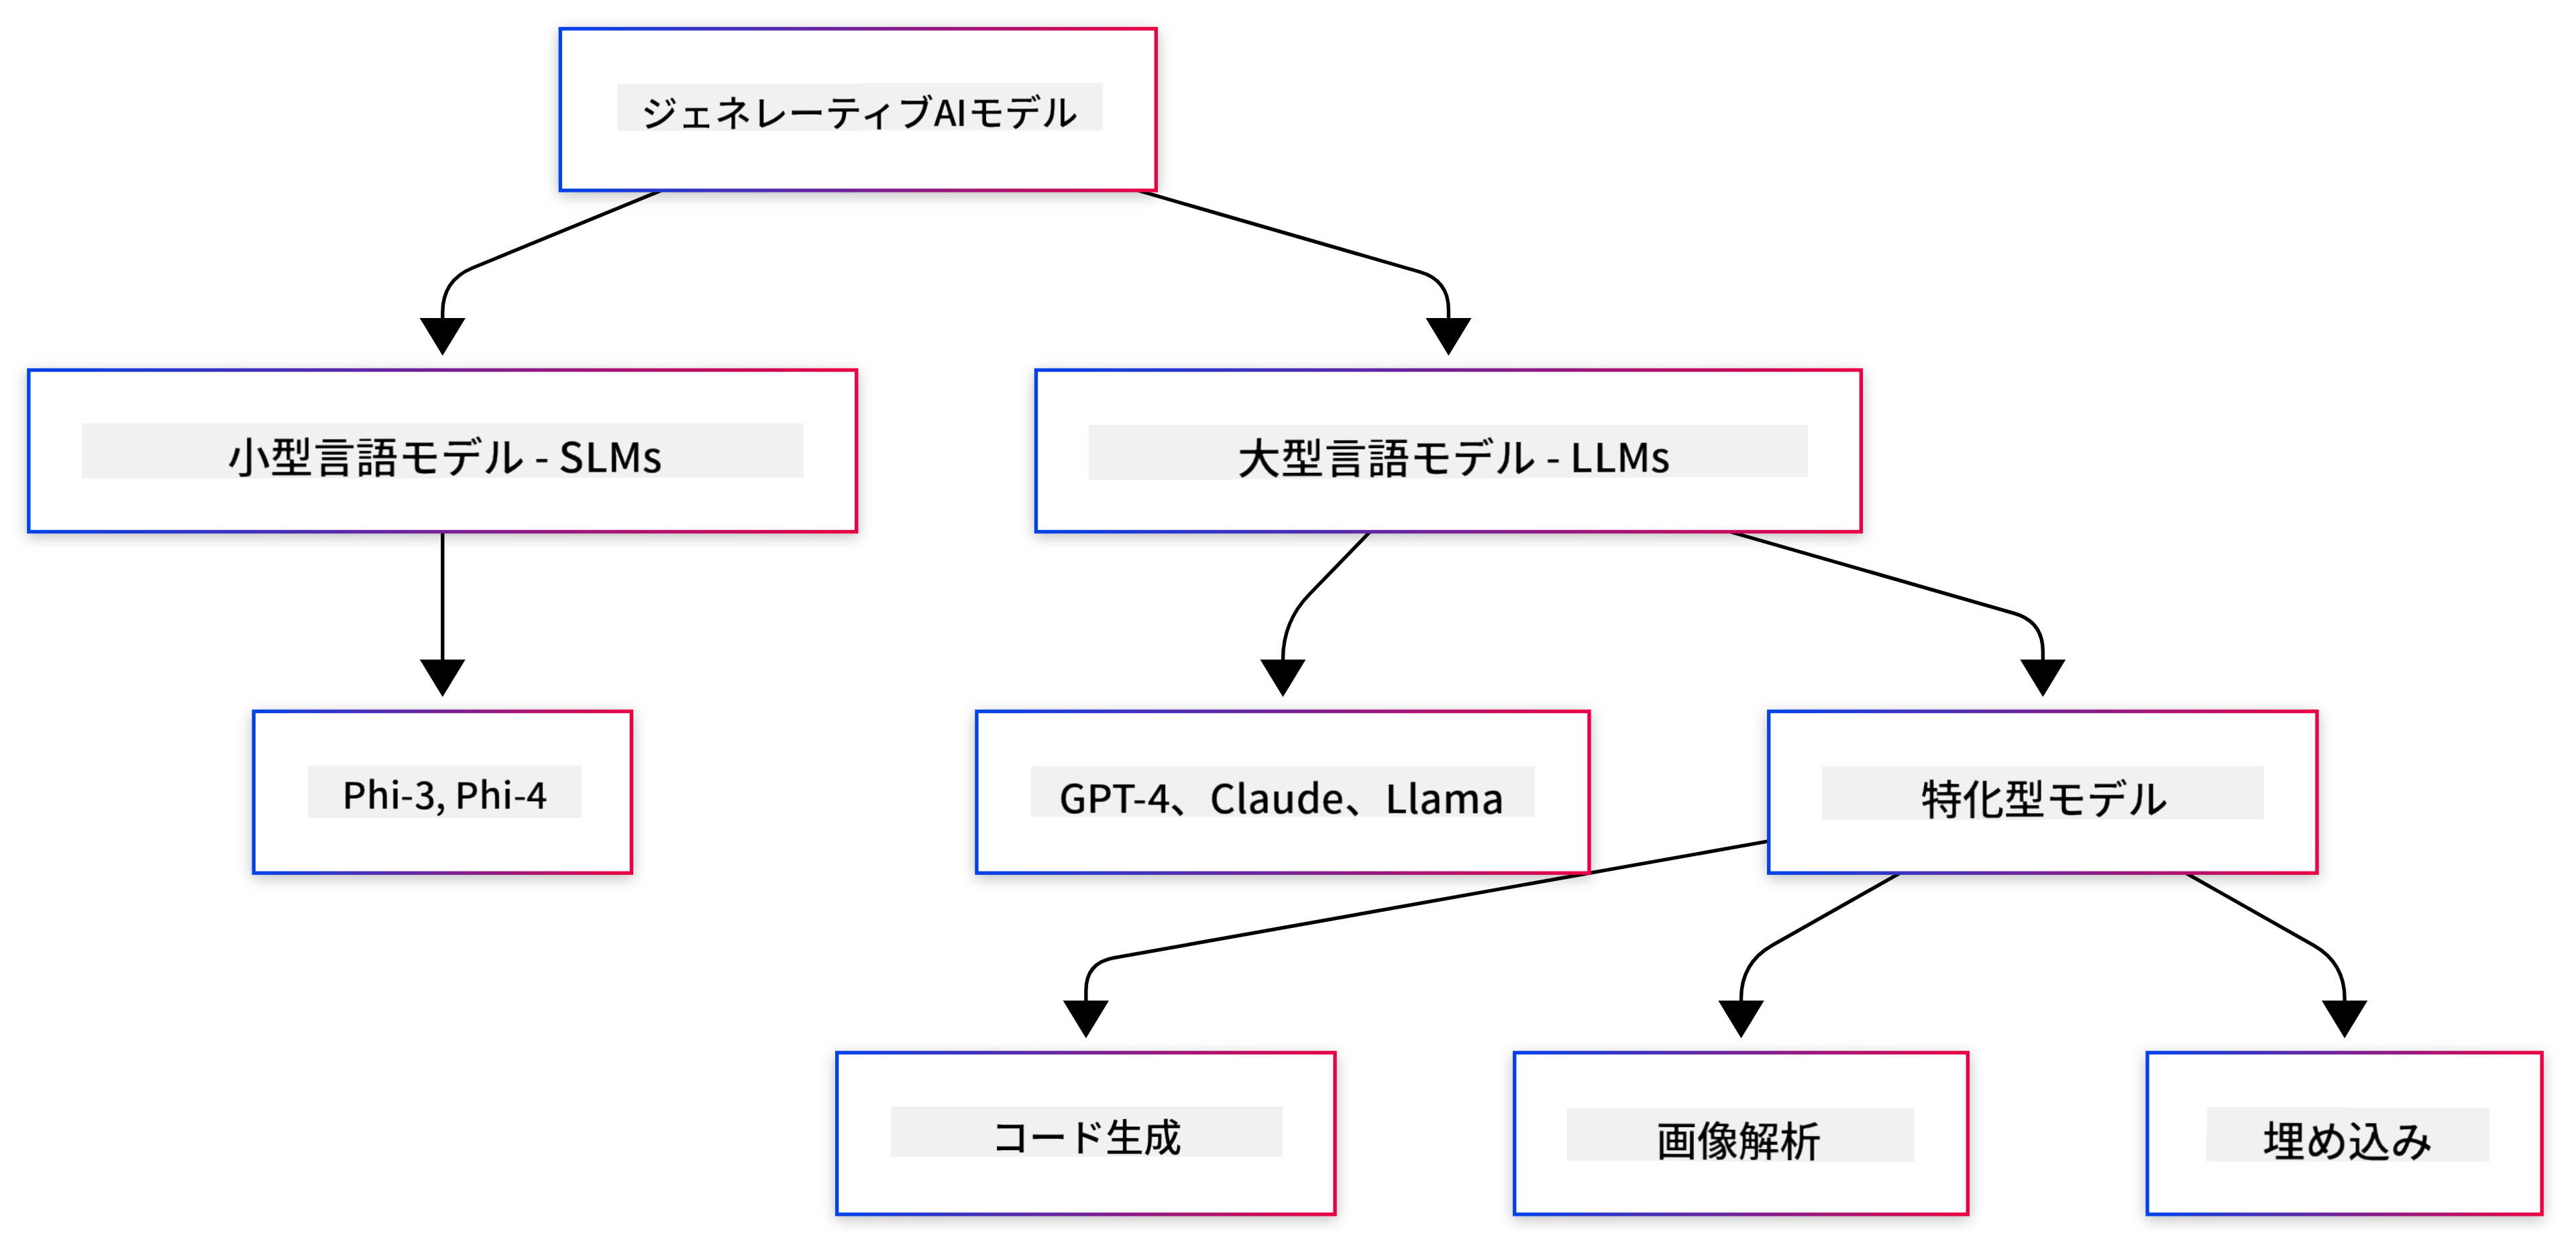 ジェネレーティブAIモデル
小型言語モデル - SLMs
大型言語モデル - LLMs
Phi-3, Phi-4
GPT-4、Claude、Llama
特化型モデル
コード生成
画像解析
埋め込み